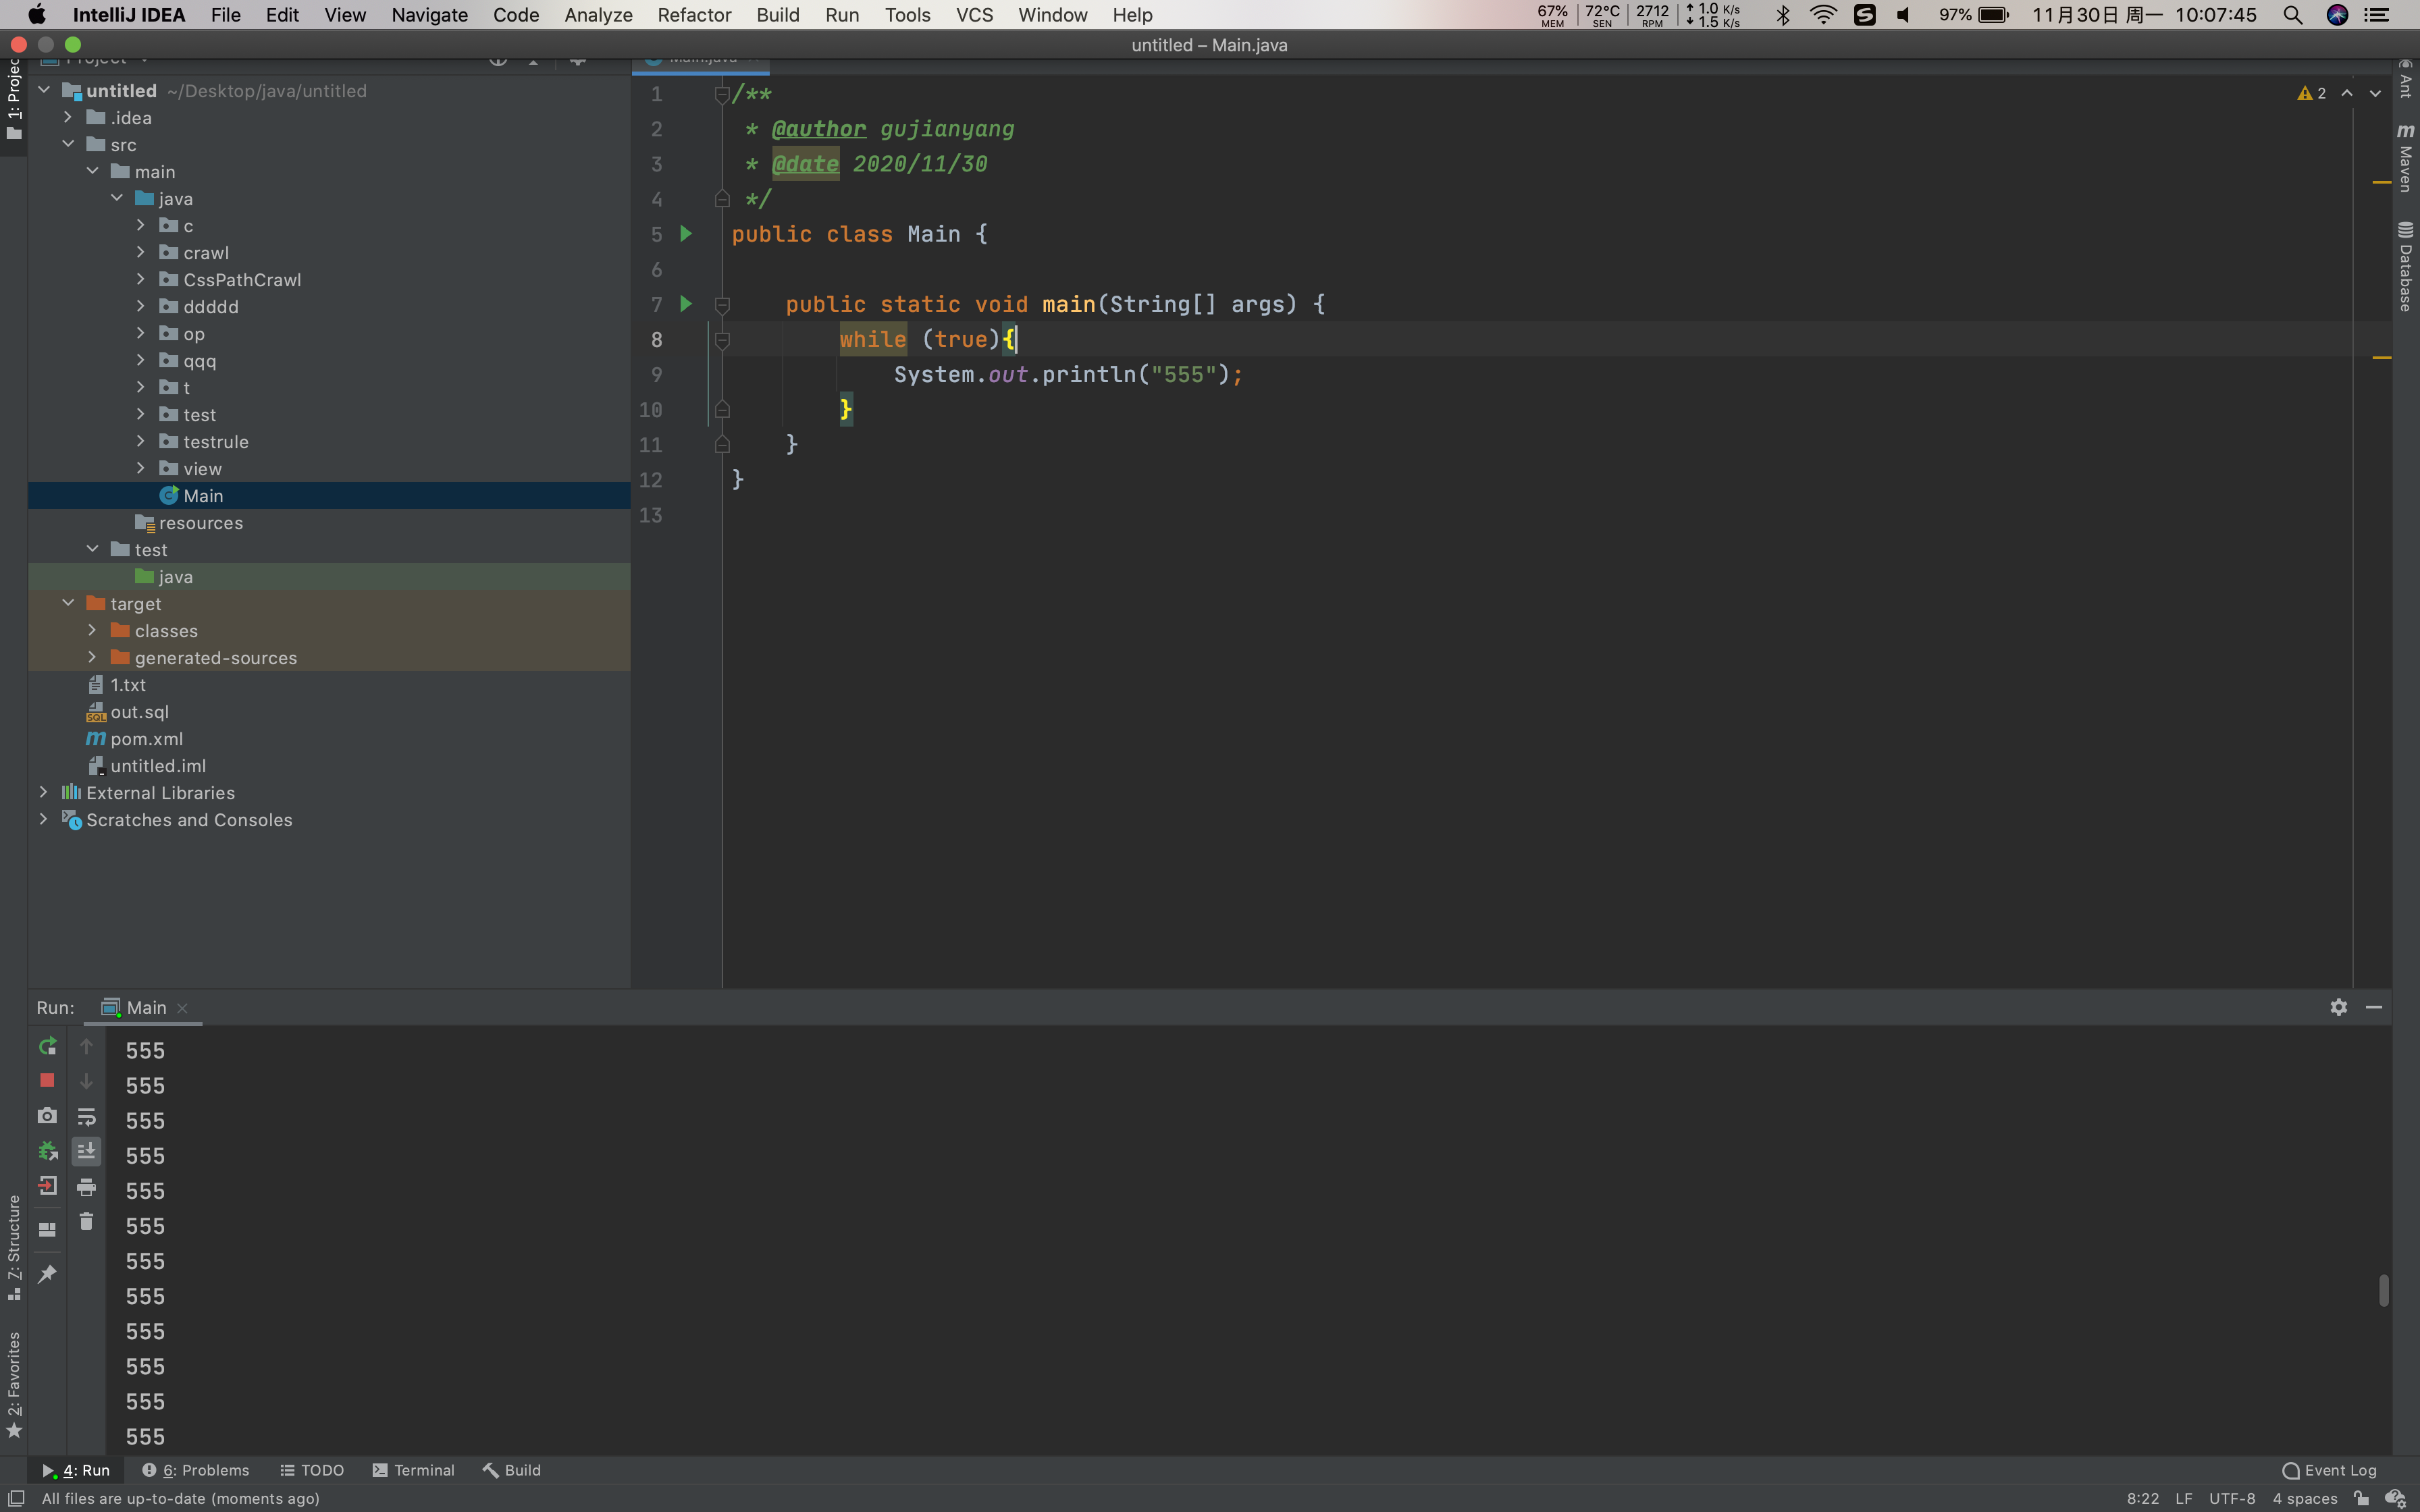 IntelliJ IDEA File Edit View Navigate Code Analyze Refactor Build Run Tools VCS Window Help 67% MEM 72°C SEN 2712 RPM 1.0 K/s 1.5 K/s 97% 11月30日 周一 10:07:45
untitled – Main.java
1: Project
Project
Main.java
untitled ~/Desktop/java/untitled
.idea
src
main
java
c
crawl
CssPathCrawl
ddddd
op
qqq
t
test
testrule
view
Main
resources
test
java
target
classes
generated-sources
1.txt
out.sql
pom.xml
untitled.iml
External Libraries
Scratches and Consoles
1 /**
2 * @author gujianyang
3 * @date 2020/11/30
4 */
5 public class Main {
6
7 public static void main(String[] args) {
8 while (true){
9 System.out.println("555");
10 }
11 }
12 }
13
2
Ant
Maven
Database
Run: Main
555
555
555
555
555
555
555
555
555
555
555
555
7: Structure
2: Favorites
4: Run 6: Problems TODO Terminal Build Event Log
All files are up-to-date (moments ago) 8:22 LF UTF-8 4 spaces